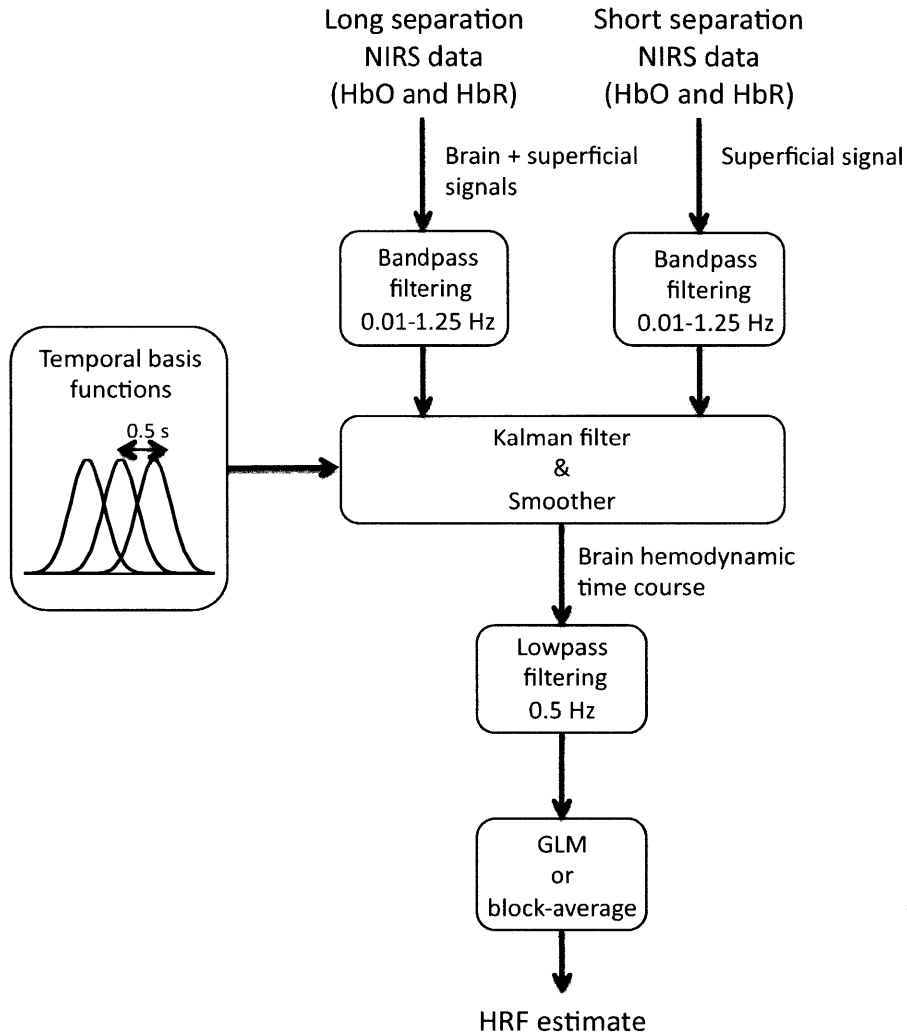 Long separation
NIRS data
(HbO and HbR)
Short separation
NIRS data
(HbO and HbR)
Brain + superficial
signals
Superficial signal
Bandpass
filtering
0.01-1.25 Hz
Bandpass
filtering
0.01-1.25 Hz
Temporal basis
functions
0.5 s
Kalman filter
&
Smoother
Brain hemodynamic
time course
Lowpass
filtering
0.5 Hz
GLM
or
block-average
HRF estimate